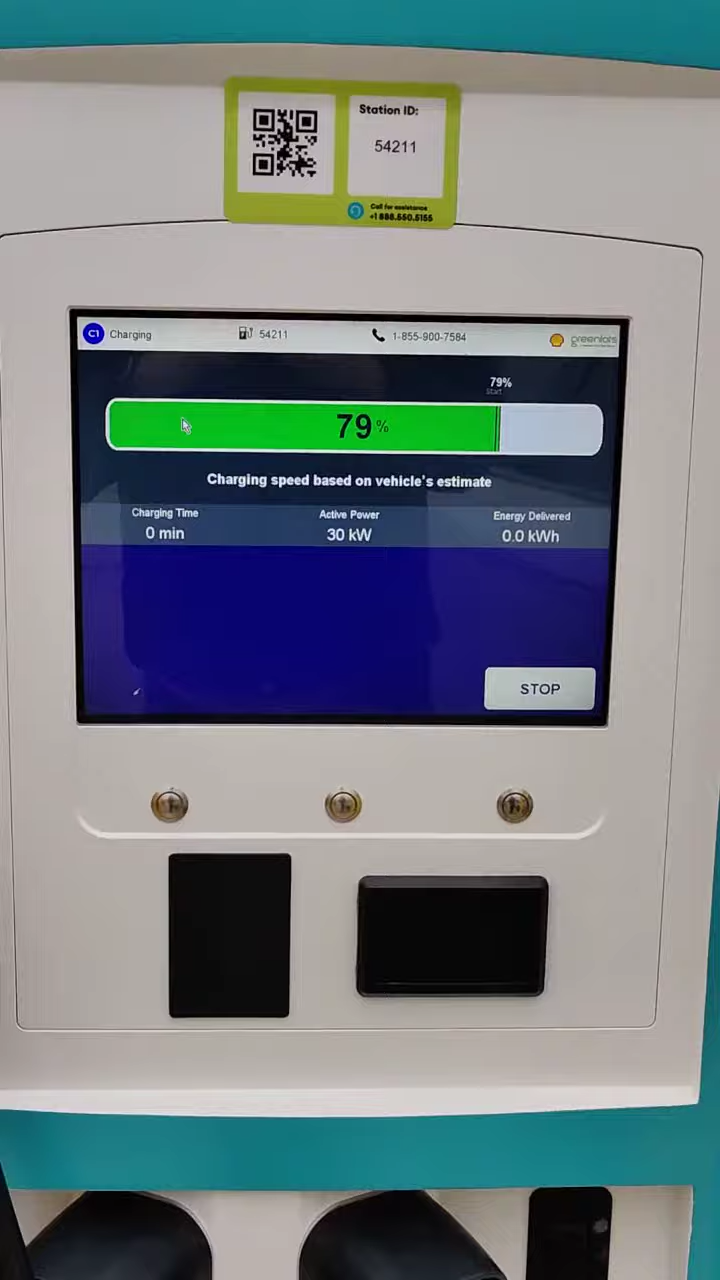 Station ID:
54211
Call for assistance
+1 888.550.5155
C1 Charging 54211 1-855-900-7584 greenlots
79%
Start
79%
Charging speed based on vehicle's estimate
Charging Time Active Power Energy Delivered
0 min 30 kW 0.0 kWh
STOP